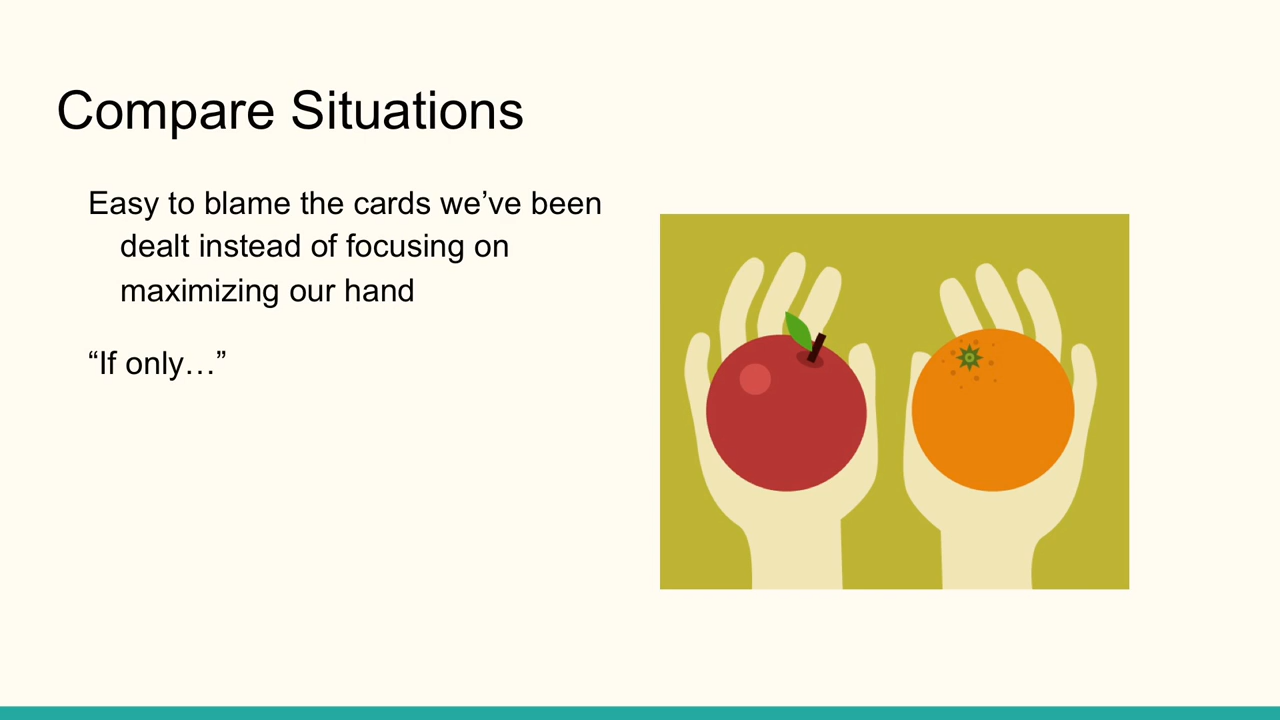 Compare Situations
Easy to blame the cards we’ve been
dealt instead of focusing on
maximizing our hand
“If only…”